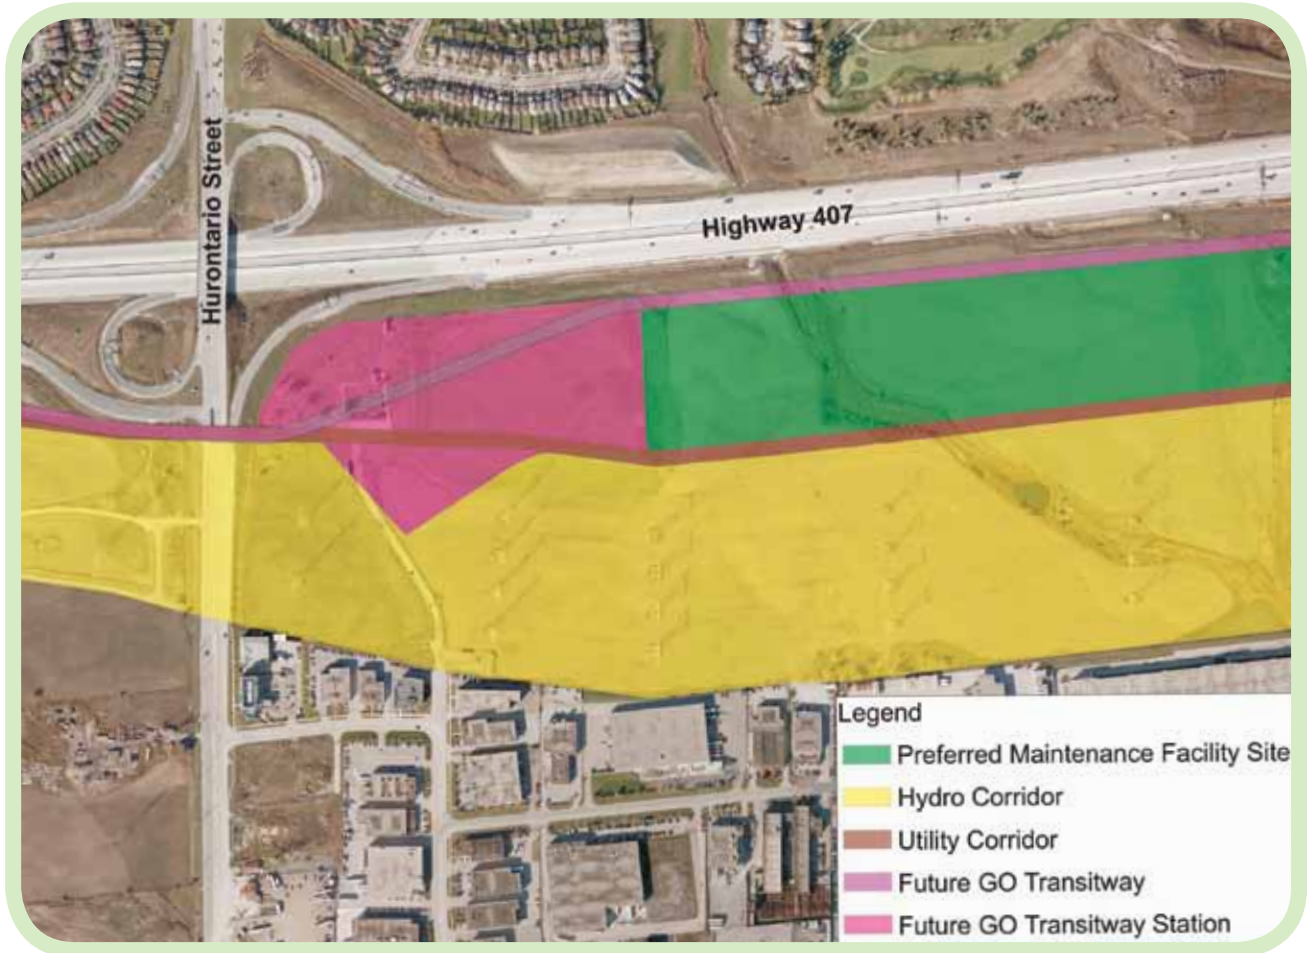 Hurontario Street
Highway 407
Legend
Preferred Maintenance Facility Site
Hydro Corridor
Utility Corridor
Future GO Transitway
Future GO Transitway Station